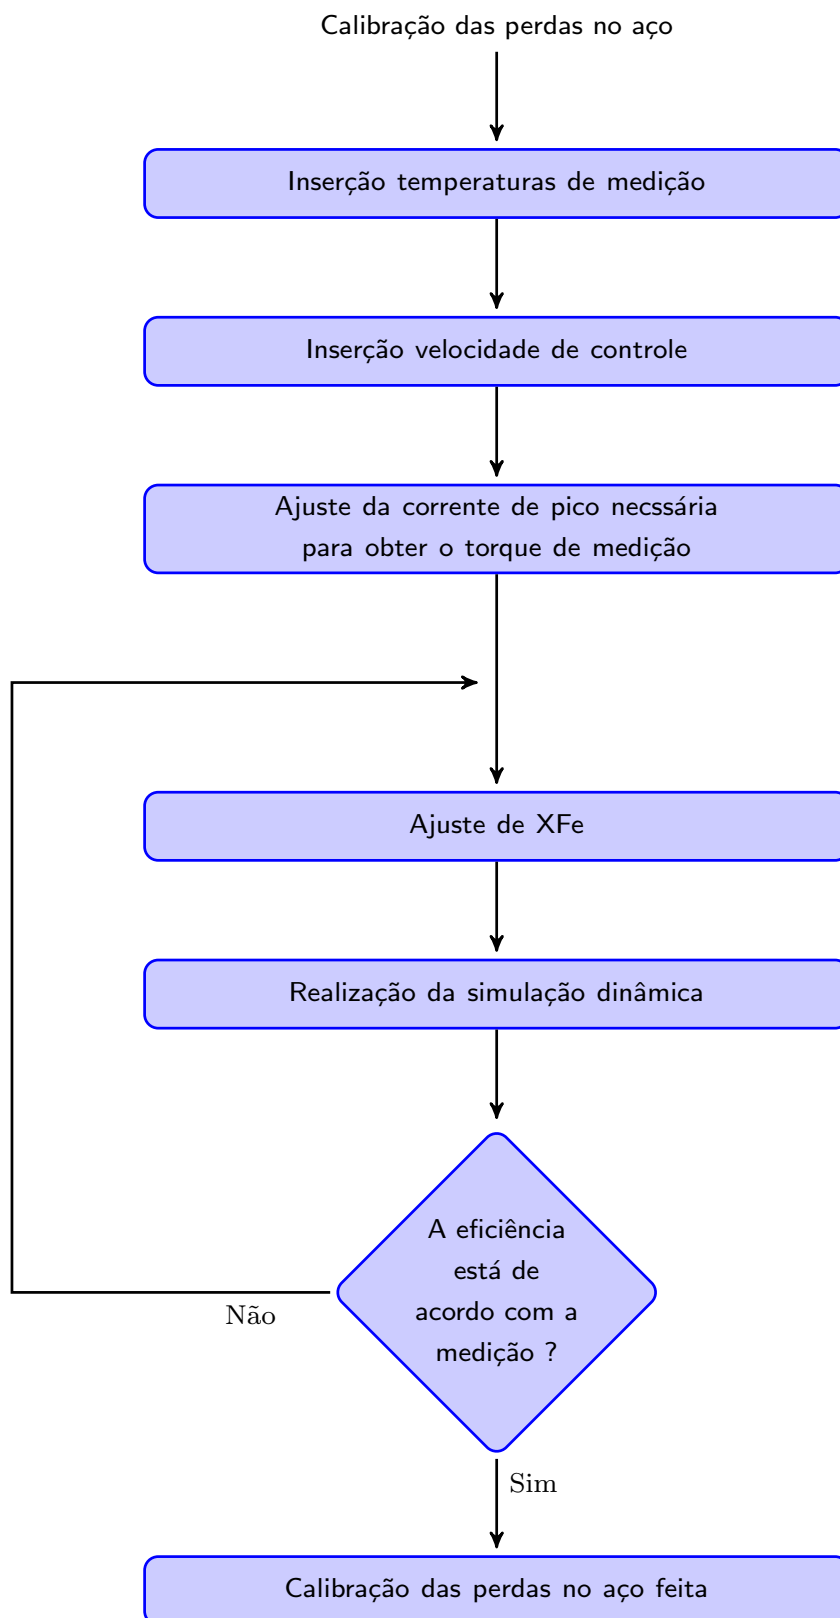 Calibração das perdas no aço
Inserção temperaturas de medição
Inserção velocidade de controle
Ajuste da corrente de pico necssária
para obter o torque de medição
Ajuste de XFe
Realização da simulação dinâmica
A eficiência
está de
acordo com a
medição ?
Não
Sim
Calibração das perdas no aço feita